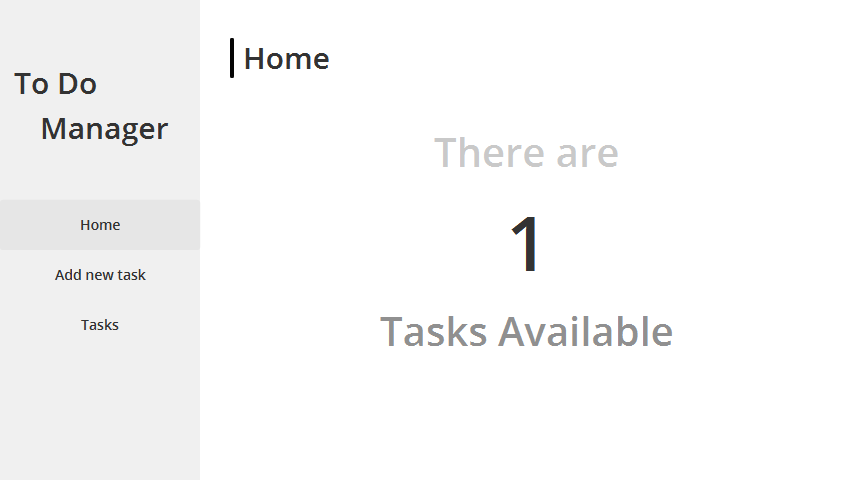 To Do
Manager
Home
Add new task
Tasks
Home
There are
1
Tasks Available